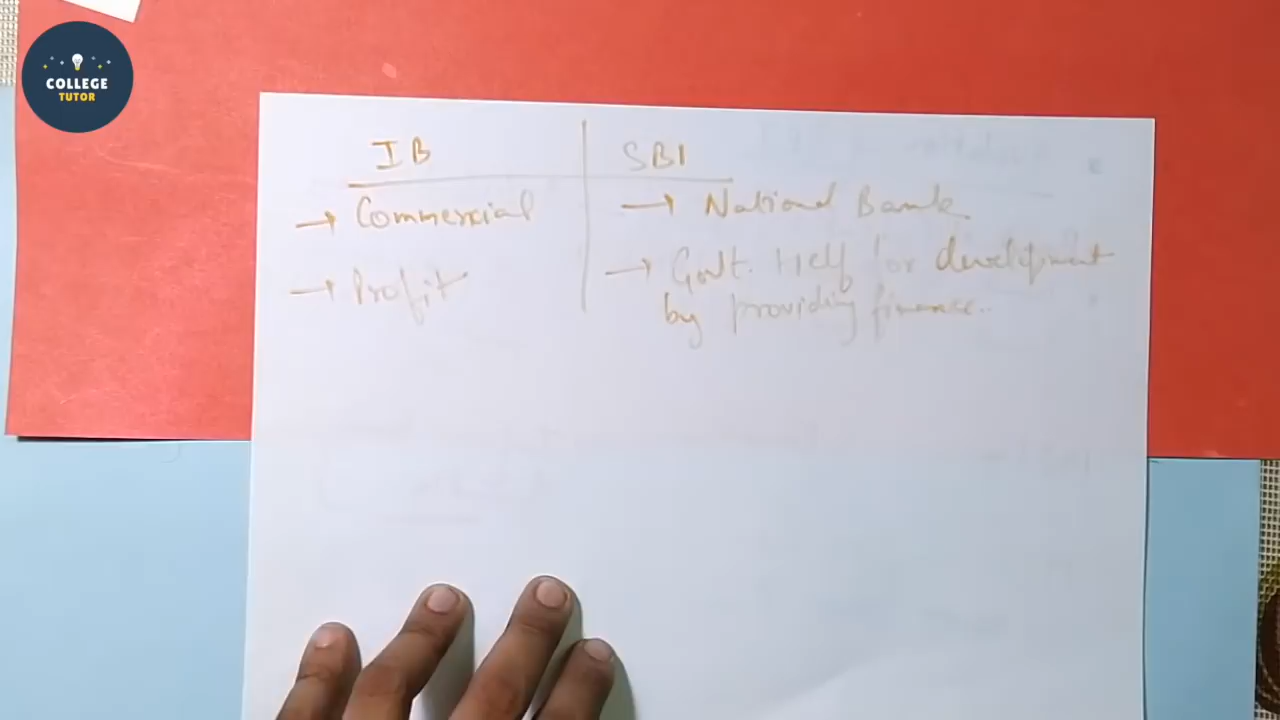 COLLEGE
TUTOR
IB
SBI
→ Commercial
→ National Bank
→ Profit
→ Govt. Help for development
by providing finance..